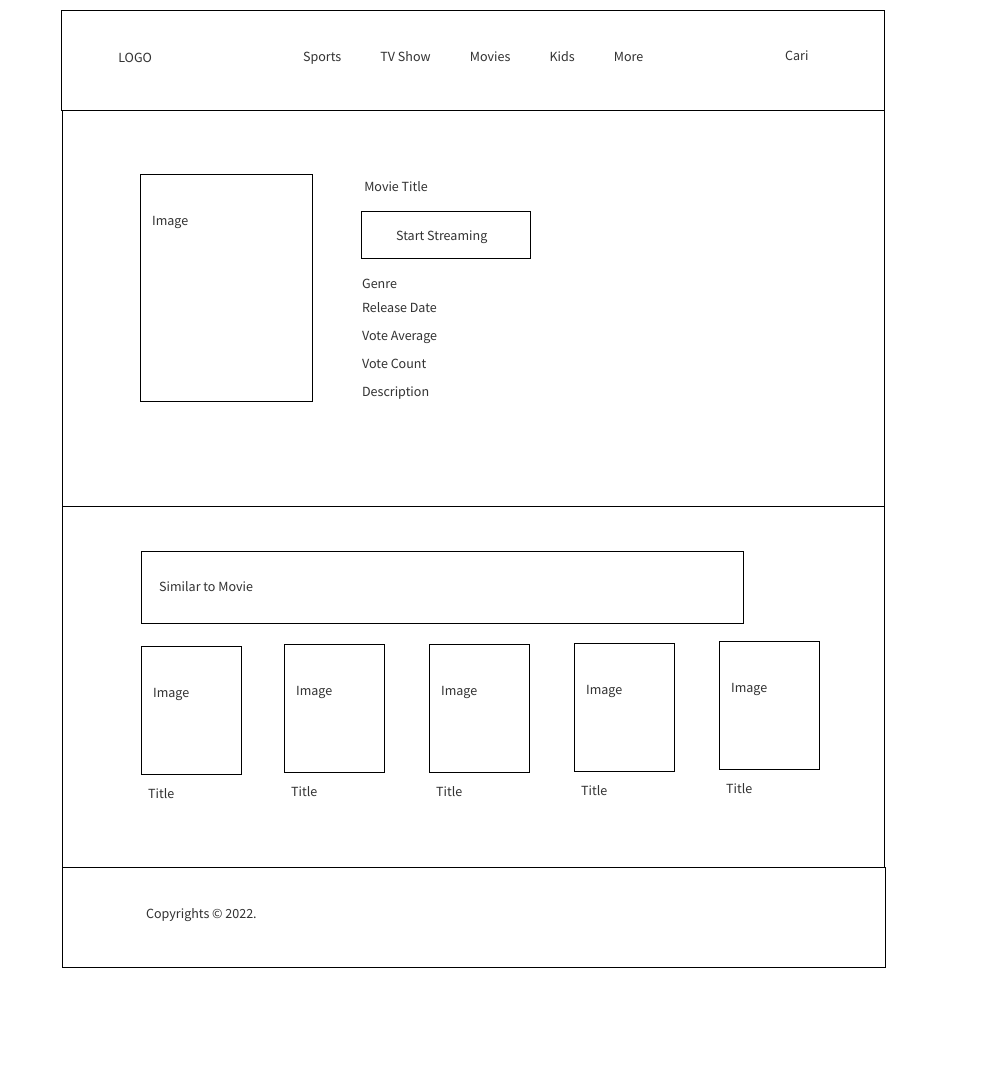 LOGO Sports TV Show Movies Kids More Cari
Image
Movie Title
Start Streaming
Genre
Release Date
Vote Average
Vote Count
Description
Similar to Movie
Image Image Image Image Image
Title Title Title Title Title
Copyrights © 2022.